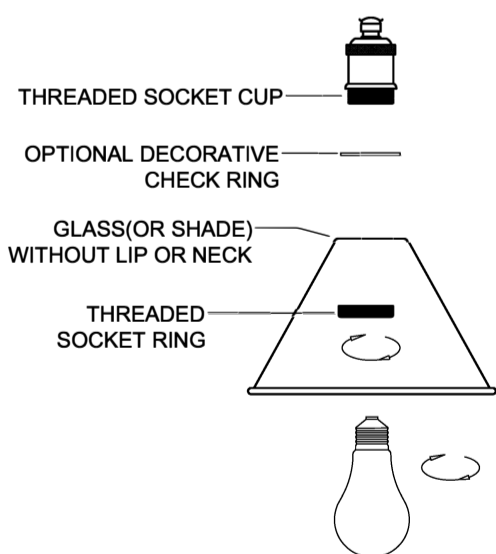 THREADED SOCKET CUP
OPTIONAL DECORATIVE
CHECK RING
GLASS(OR SHADE)
WITHOUT LIP OR NECK
THREADED
SOCKET RING